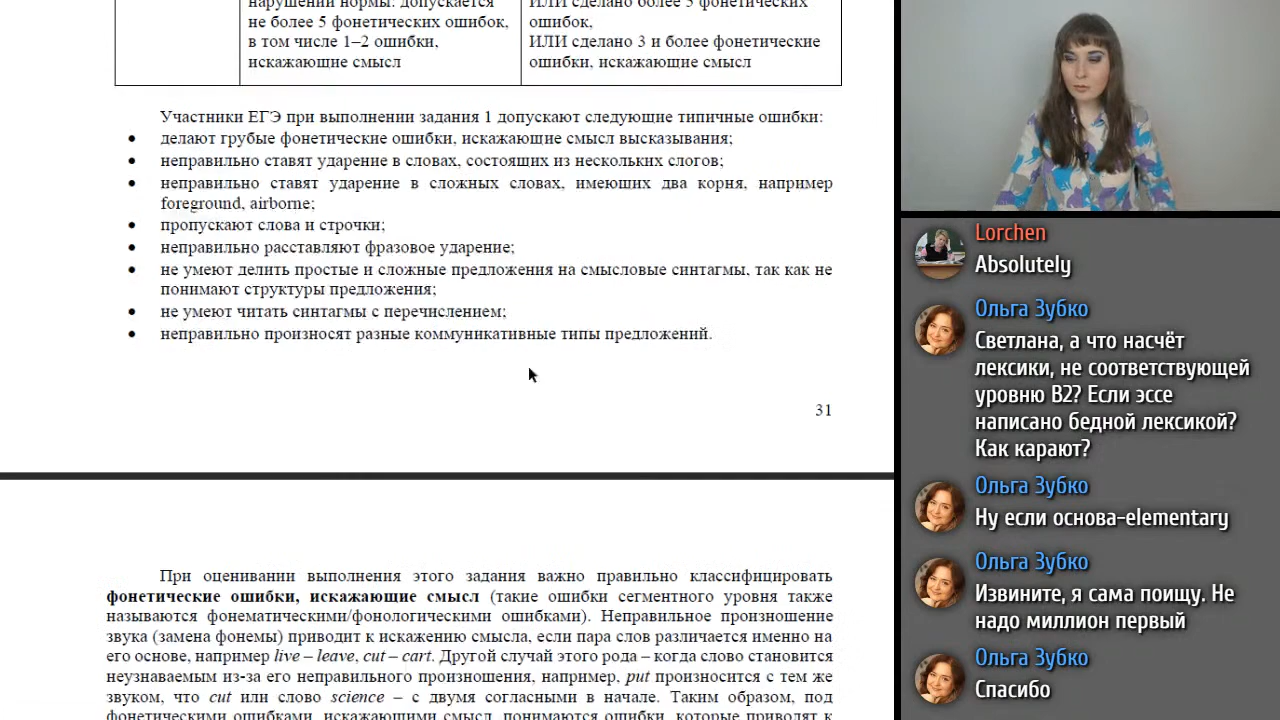 нарушений нормы: допускается
не более 5 фонетических ошибок,
в том числе 1–2 ошибки,
искажающие смысл
ИЛИ сделано более 5 фонетических
ошибок,
ИЛИ сделано 3 и более фонетические
ошибки, искажающие смысл
Участники ЕГЭ при выполнении задания 1 допускают следующие типичные ошибки:
• делают грубые фонетические ошибки, искажающие смысл высказывания;
• неправильно ставят ударение в словах, состоящих из нескольких слогов;
• неправильно ставят ударение в сложных словах, имеющих два корня, например
foreground, airborne;
• пропускают слова и строчки;
• неправильно расставляют фразовое ударение;
• не умеют делить простые и сложные предложения на смысловые синтагмы, так как не
понимают структуры предложения;
• не умеют читать синтагмы с перечислением;
• неправильно произносят разные коммуникативные типы предложений.
31
При оценивании выполнения этого задания важно правильно классифицировать
фонетические ошибки, искажающие смысл (такие ошибки сегментного уровня также
называются фонематическими/фонологическими ошибками). Неправильное произношение
звука (замена фонемы) приводит к искажению смысла, если пара слов различается именно на
его основе, например live – leave, cut – cart. Другой случай этого рода – когда слово становится
неузнаваемым из-за его неправильного произношения, например, put произносится с тем же
звуком, что cut или слово science – с двумя согласными в начале. Таким образом, под
фонетическими ошибками, искажающими смысл, понимаются ошибки, которые приводят к
Lorchen
Absolutely
Ольга Зубко
Светлана, а что насчёт
лексики, не соответствующей
уровню В2? Если эссе
написано бедной лексикой?
Как карают?
Ольга Зубко
Ну если основа-elementary
Ольга Зубко
Извините, я сама поищу. Не
надо миллион первый
Ольга Зубко
Спасибо